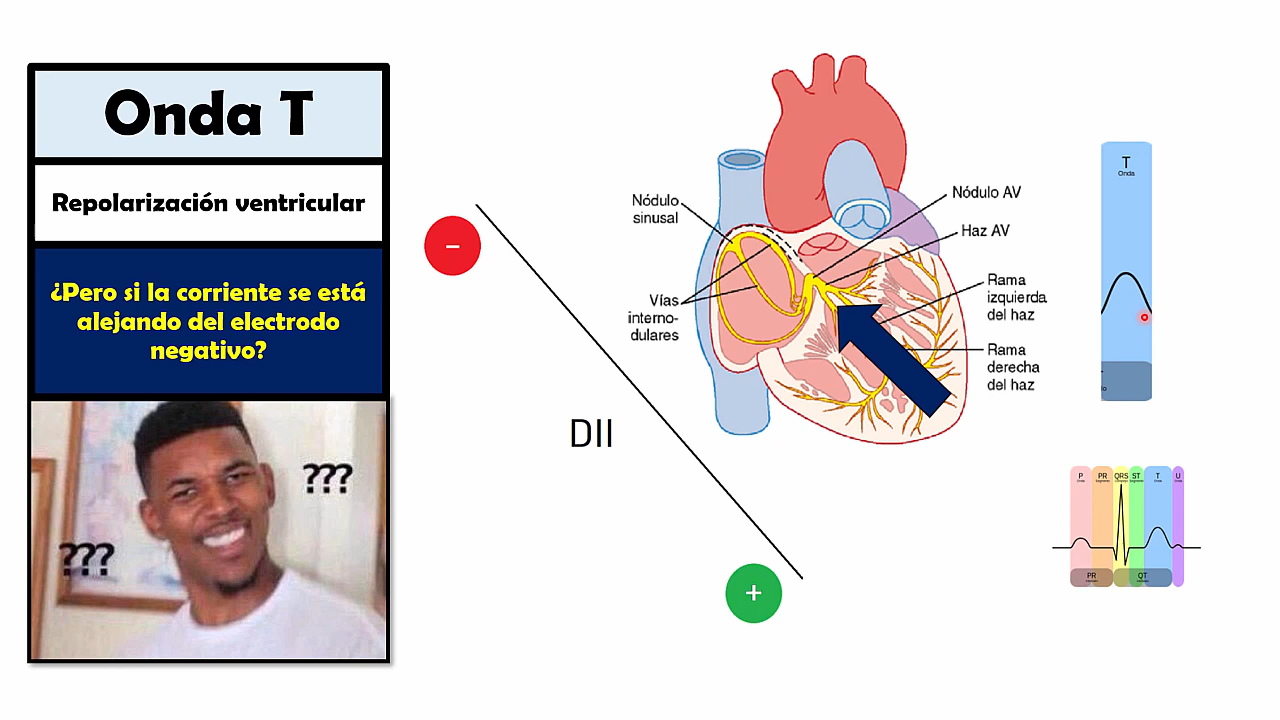 Onda T
Repolarización ventricular
¿Pero si la corriente se está
alejando del electrodo
negativo?
???
???
−
DII
+
Nódulo
sinusal
Vías
interno-
dulares
Nódulo AV
Haz AV
Rama
izquierda
del haz
Rama
derecha
del haz
T
Onda
P
PR
QRS
ST
T
U
PR
QT